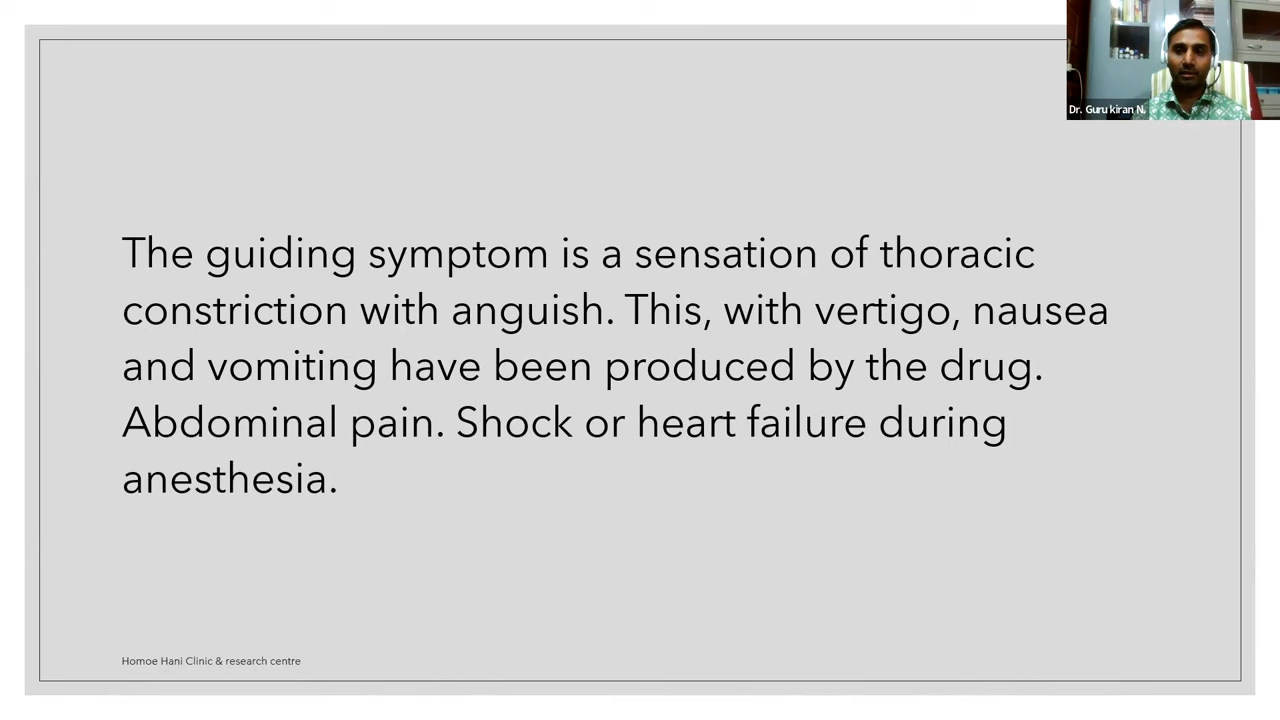 Dr. Guru kiran N.
The guiding symptom is a sensation of thoracic
constriction with anguish. This, with vertigo, nausea
and vomiting have been produced by the drug.
Abdominal pain. Shock or heart failure during
anesthesia.
Homoe Hani Clinic & research centre